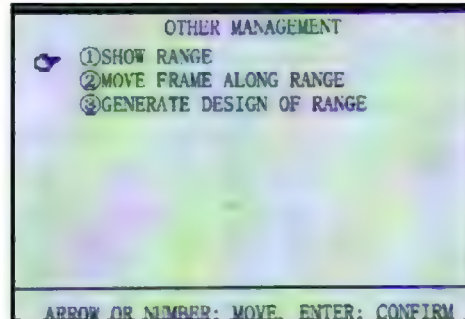 OTHER MANAGEMENT
①SHOW RANGE
②MOVE FRAME ALONG RANGE
③GENERATE DESIGN OF RANGE
ARROW OR NUMBER: MOVE, ENTER: CONFIRM